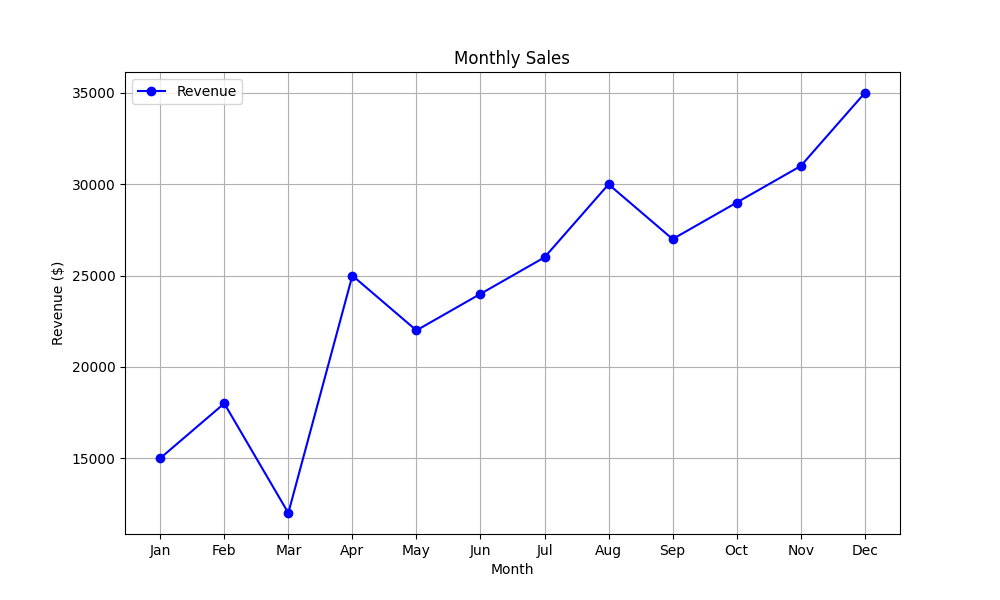 Monthly Sales
Revenue
35000
30000
25000
20000
15000
Revenue ($)
Jan Feb Mar Apr May Jun Jul Aug Sep Oct Nov Dec
Month